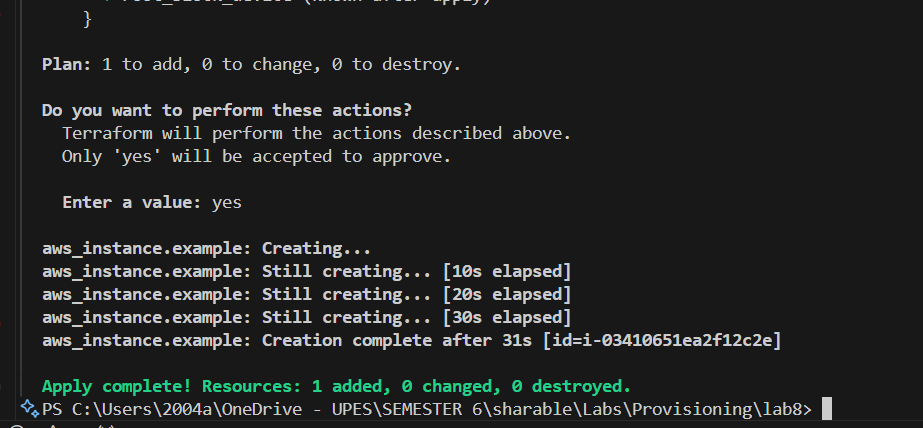 }
Plan: 1 to add, 0 to change, 0 to destroy.
Do you want to perform these actions?
Terraform will perform the actions described above.
Only 'yes' will be accepted to approve.
Enter a value: yes
aws_instance.example: Creating...
aws_instance.example: Still creating... [10s elapsed]
aws_instance.example: Still creating... [20s elapsed]
aws_instance.example: Still creating... [30s elapsed]
aws_instance.example: Creation complete after 31s [id=i-03410651ea2f12c2e]
Apply complete! Resources: 1 added, 0 changed, 0 destroyed.
PS C:\Users\2004a\OneDrive - UPES\SEMESTER 6\sharable\Labs\Provisioning\lab8>